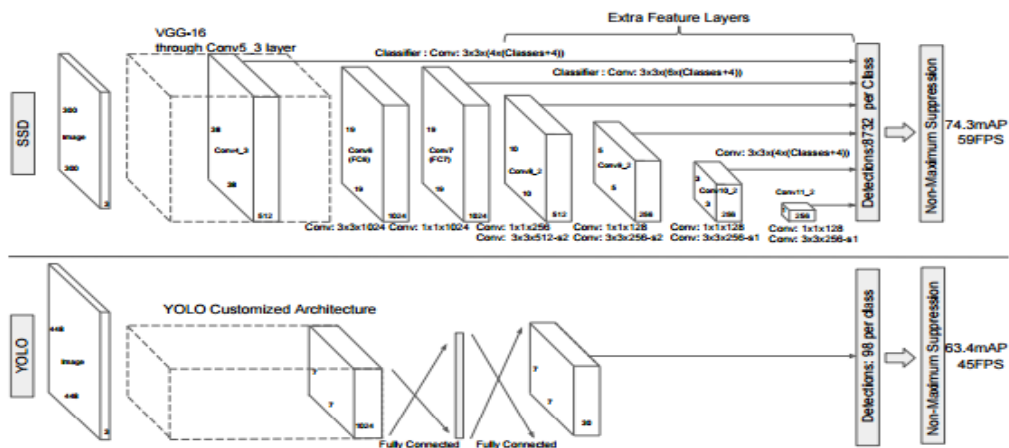 Extra Feature Layers
VGG-16
through Conv5_3 layer
Classifier : Conv: 3x3x(4x(Classes+4))
Classifier : Conv: 3x3x(6x(Classes+4))
SSD
300
Image
300
3
38
Conv4_3
38
512
19
Conv6
(FC6)
19
1024
19
Conv7
(FC7)
19
1024
10
Conv8_2
10
512
5
Conv9_2
5
256
Conv: 3x3x(4x(Classes+4))
3
Conv10_2
3
256
Conv11_2
256
Conv: 3x3x1024
Conv: 1x1x1024
Conv: 1x1x256
Conv: 3x3x512-s2
Conv: 1x1x128
Conv: 3x3x256-s2
Conv: 1x1x128
Conv: 3x3x256-s1
Conv: 1x1x128
Conv: 3x3x256-s1
Detections:8732 per Class
Non-Maximum Suppression
74.3mAP
59FPS
YOLO
448
Image
448
3
YOLO Customized Architecture
7
7
1024
Fully Connected
Fully Connected
7
7
30
Detections: 98 per class
Non-Maximum Suppression
63.4mAP
45FPS